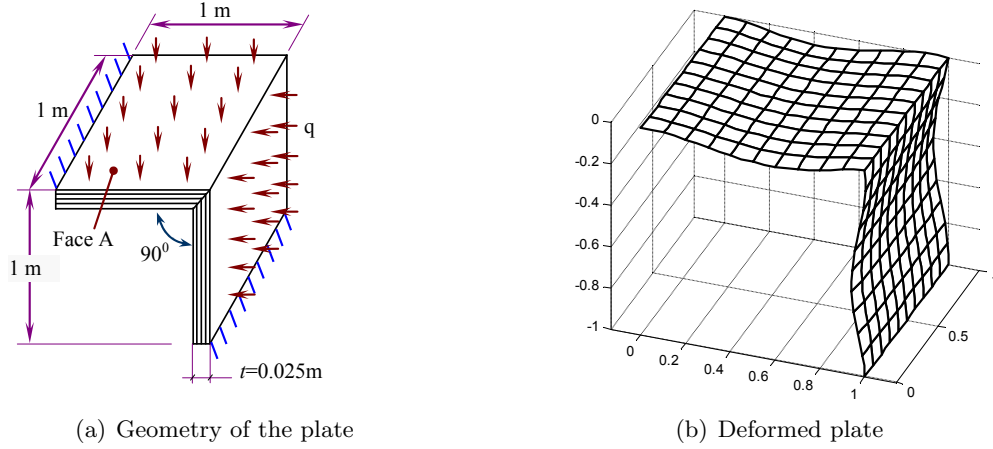 1 m
1 m
q
Face A
90⁰
1 m
t=0.025m
(a) Geometry of the plate
0
-0.2
-0.4
-0.6
-0.8
-1
0
0.2
0.4
0.6
0.8
1
0
0.5
(b) Deformed plate